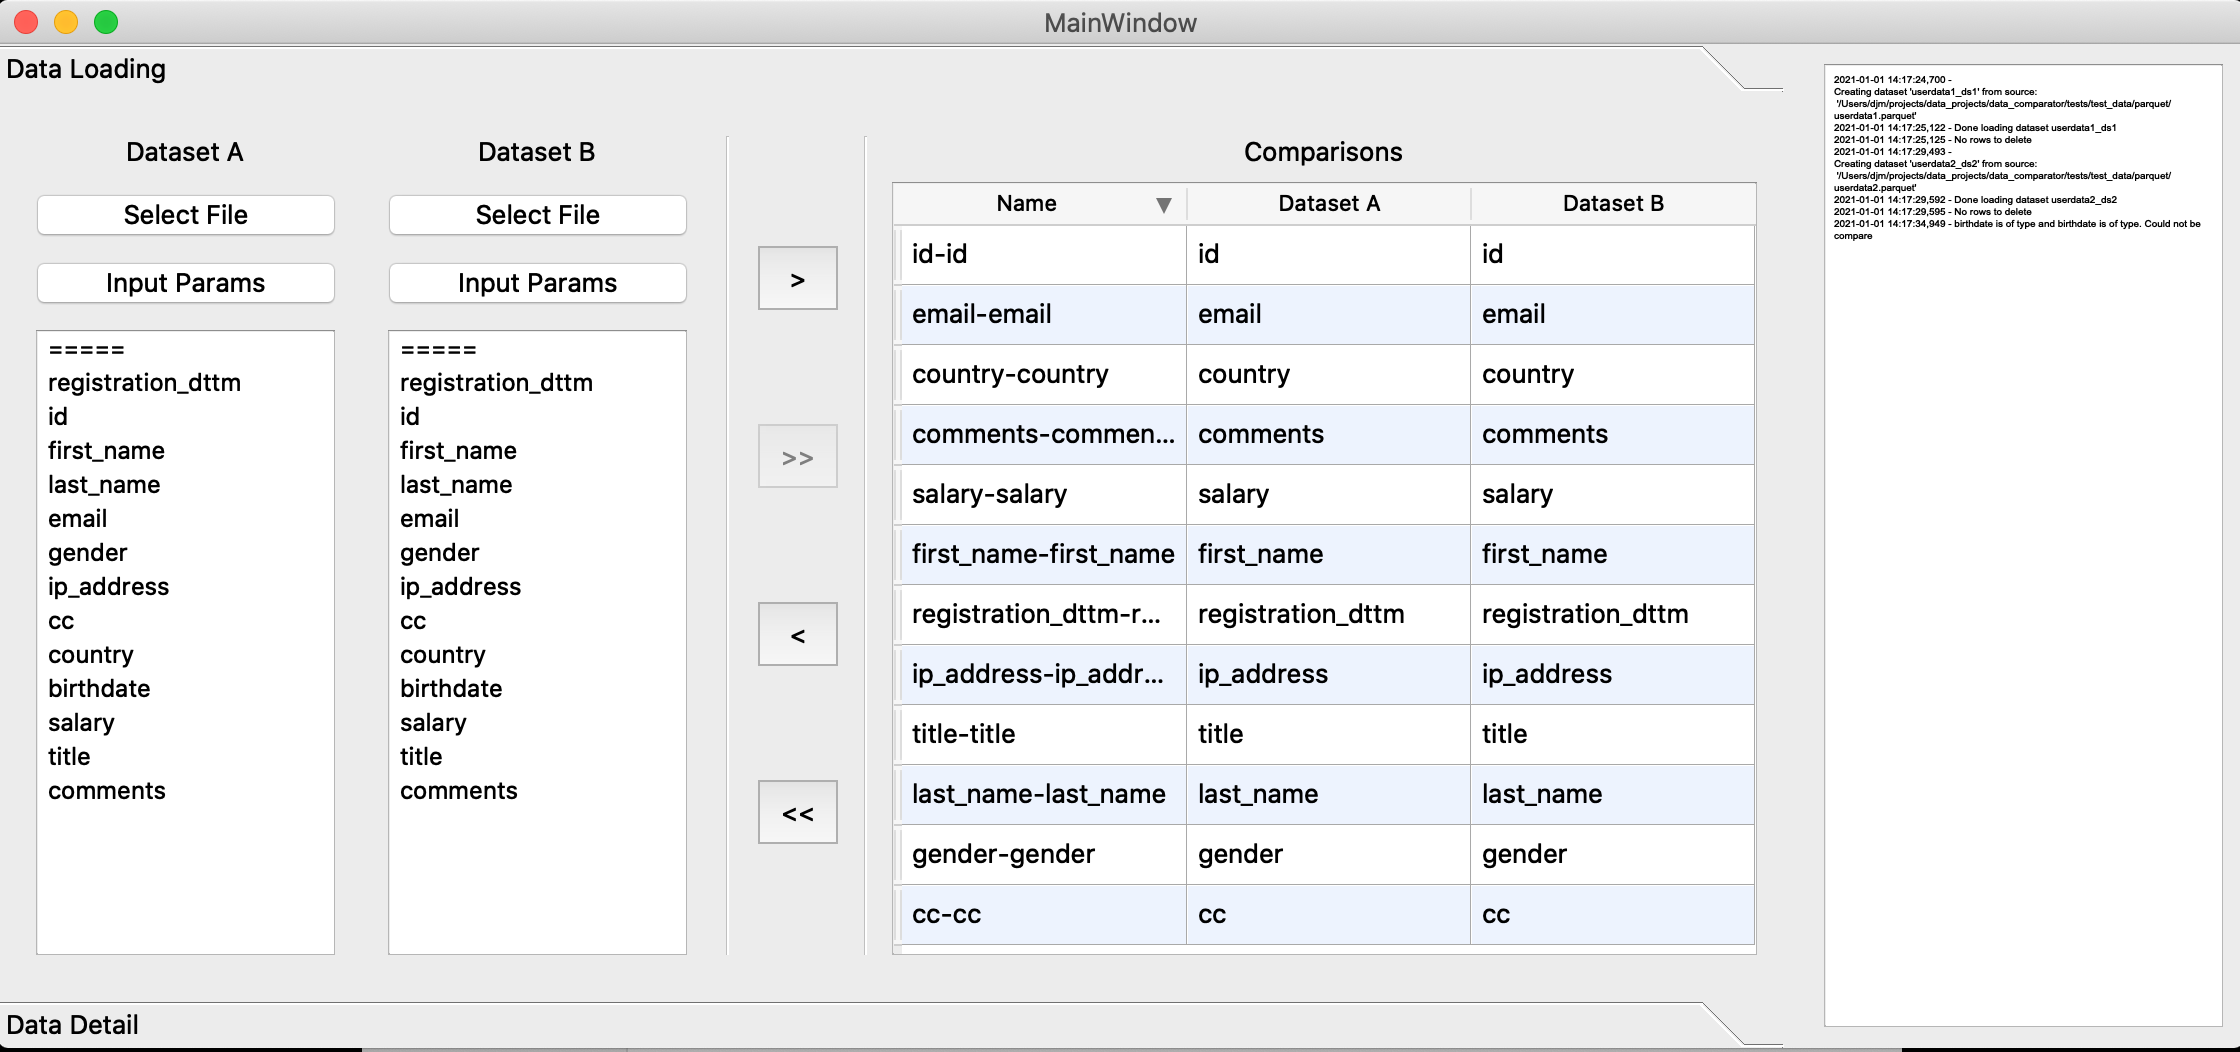 MainWindow
Data Loading
Dataset A
Select File
Input Params
=====
registration_dttm
id
first_name
last_name
email
gender
ip_address
cc
country
birthdate
salary
title
comments
Dataset B
Select File
Input Params
=====
registration_dttm
id
first_name
last_name
email
gender
ip_address
cc
country
birthdate
salary
title
comments
>
>>
<
<<
Comparisons
Name ▼ Dataset A Dataset B
id-id id id
email-email email email
country-country country country
comments-commen... comments comments
salary-salary salary salary
first_name-first_name first_name first_name
registration_dttm-r... registration_dttm registration_dttm
ip_address-ip_addr... ip_address ip_address
title-title title title
last_name-last_name last_name last_name
gender-gender gender gender
cc-cc cc cc
2021-01-01 14:17:24,700 -
Creating dataset 'userdata1_ds1' from source:
'/Users/djm/projects/data_projects/data_comparator/tests/test_data/parquet/
userdata1.parquet'
2021-01-01 14:17:25,122 - Done loading dataset userdata1_ds1
2021-01-01 14:17:25,125 - No rows to delete
2021-01-01 14:17:29,493 -
Creating dataset 'userdata2_ds2' from source:
'/Users/djm/projects/data_projects/data_comparator/tests/test_data/parquet/
userdata2.parquet'
2021-01-01 14:17:29,592 - Done loading dataset userdata2_ds2
2021-01-01 14:17:29,595 - No rows to delete
2021-01-01 14:17:34,949 - birthdate is of type and birthdate is of type. Could not be
compare
Data Detail